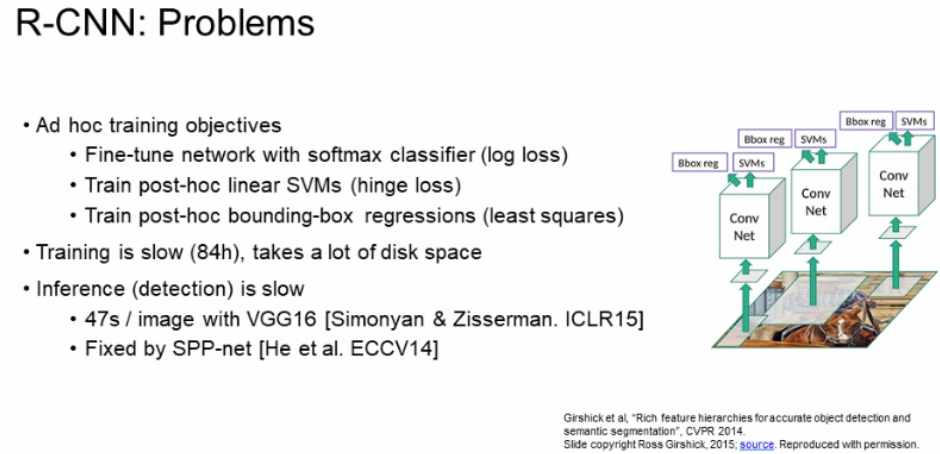 R-CNN: Problems
• Ad hoc training objectives
• Fine-tune network with softmax classifier (log loss)
• Train post-hoc linear SVMs (hinge loss)
• Train post-hoc bounding-box regressions (least squares)
• Training is slow (84h), takes a lot of disk space
• Inference (detection) is slow
• 47s / image with VGG16 [Simonyan & Zisserman. ICLR15]
• Fixed by SPP-net [He et al. ECCV14]
Bbox reg SVMs
Bbox reg SVMs
Bbox reg SVMs
Conv
Net
Conv
Net
Conv
Net
Girshick et al, "Rich feature hierarchies for accurate object detection and
semantic segmentation", CVPR 2014.
Slide copyright Ross Girshick, 2015; source. Reproduced with permission.